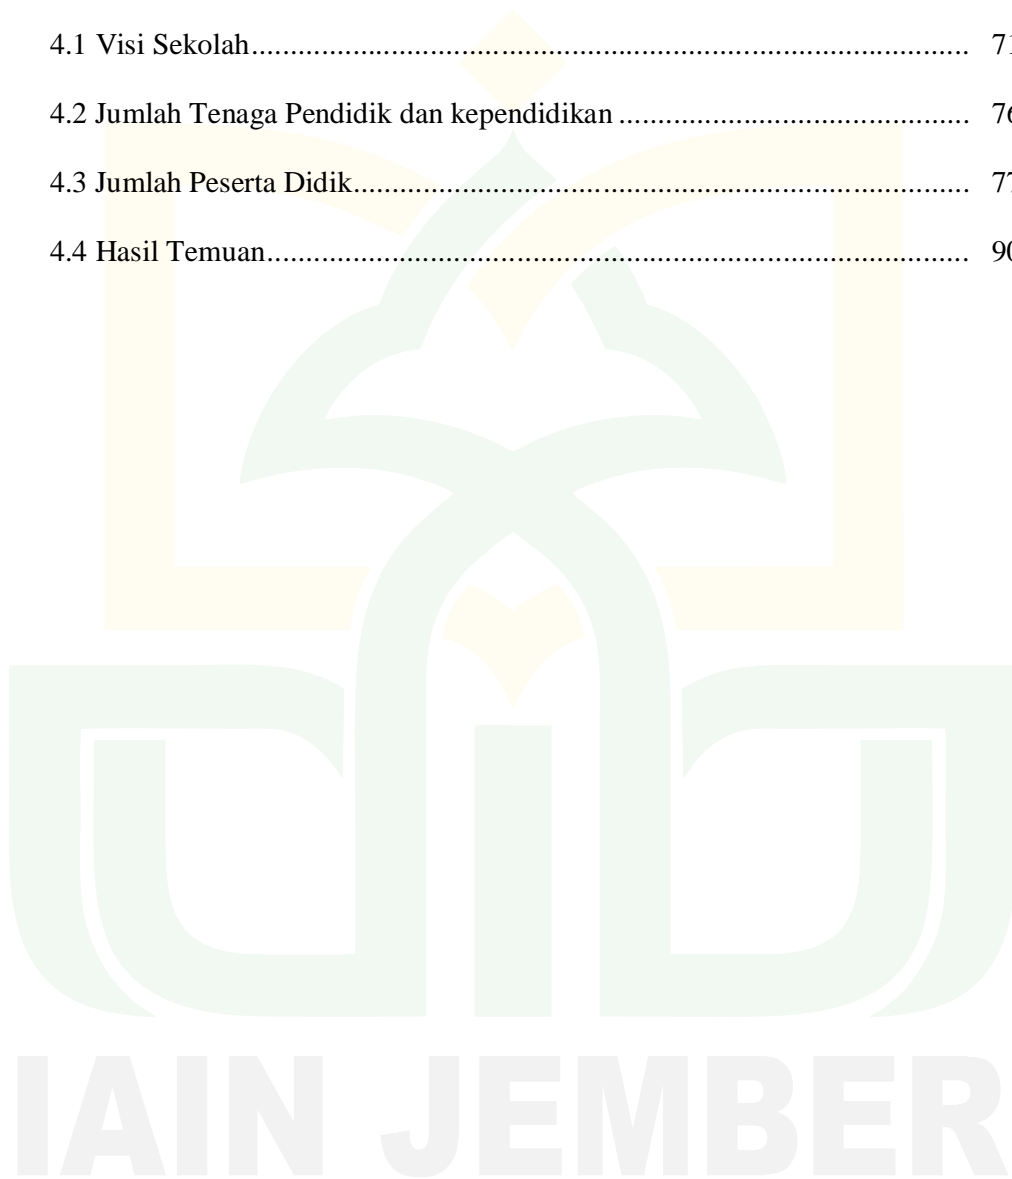 4.1 Visi Sekolah........................................................................................... 71
4.2 Jumlah Tenaga Pendidik dan kependidikan ............................................. 76
4.3 Jumlah Peserta Didik.............................................................................. 77
4.4 Hasil Temuan......................................................................................... 90
IAIN JEMBER